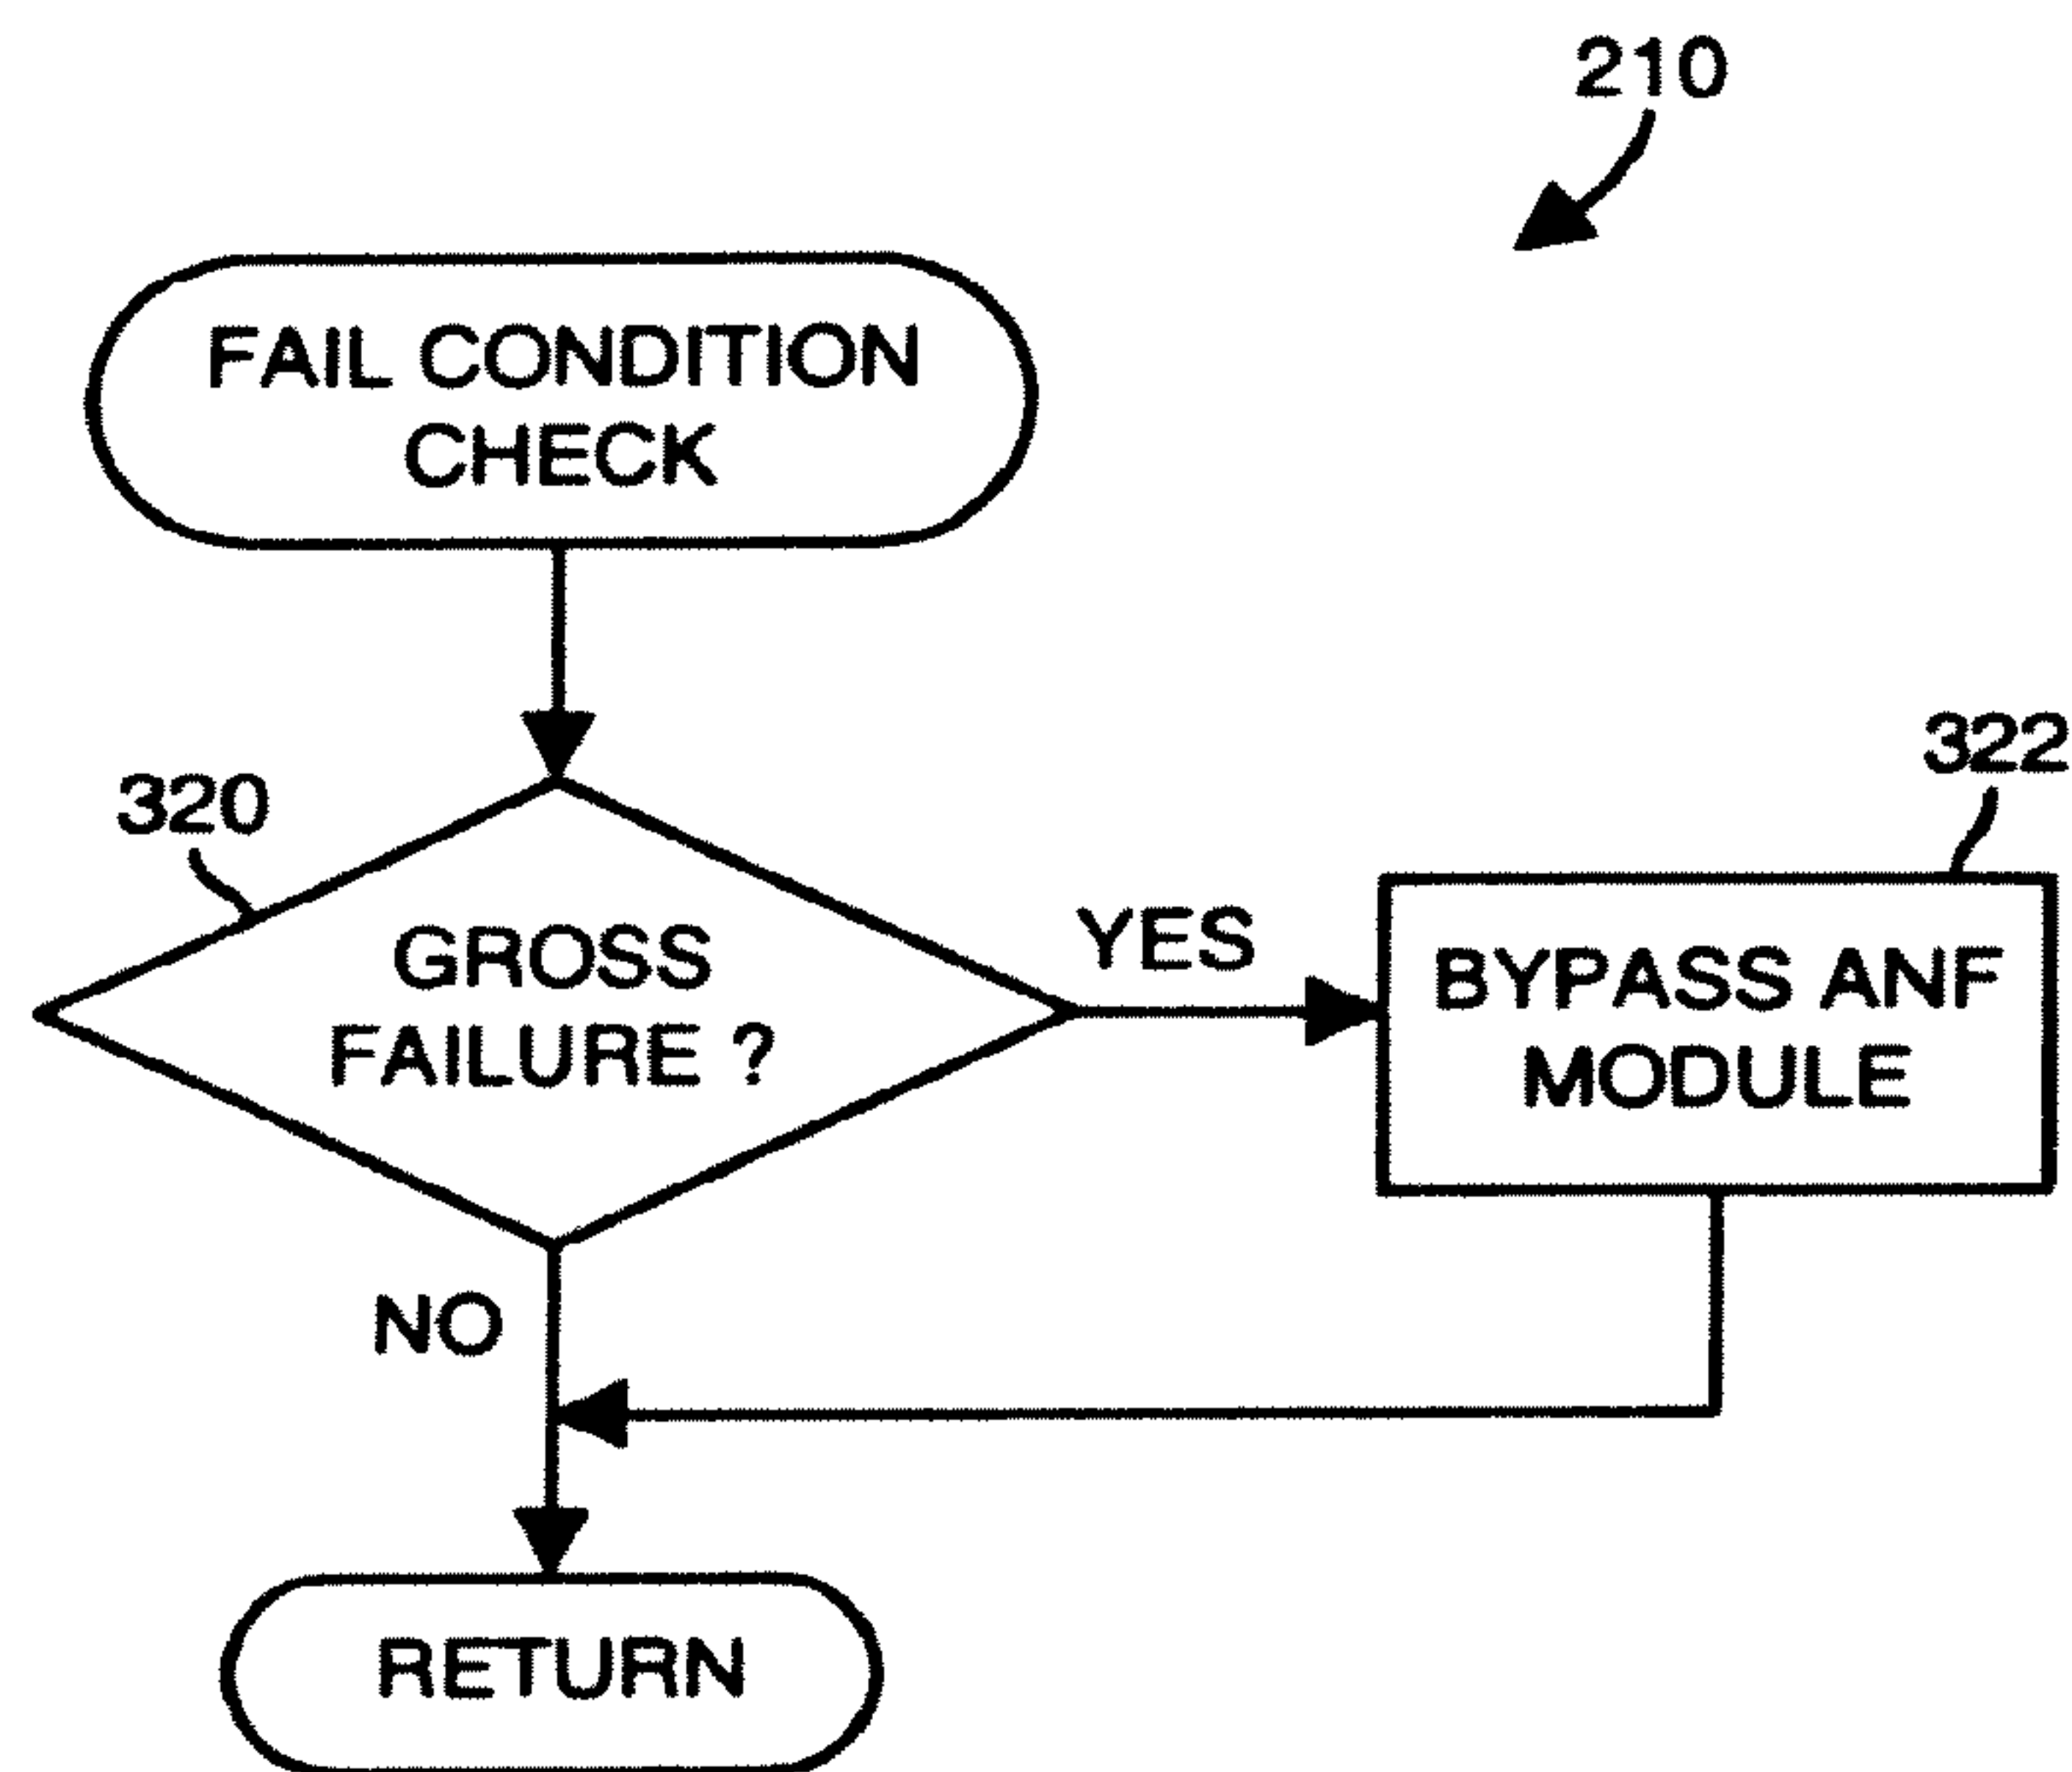 210
FAIL CONDITION
CHECK
320
GROSS
FAILURE ?
YES
322
BYPASS ANF
MODULE
NO
RETURN